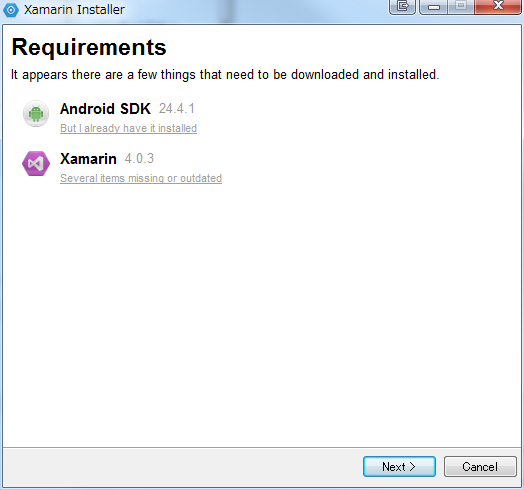 Xamarin Installer
Requirements
It appears there are a few things that need to be downloaded and installed.
Android SDK 24.4.1
But I already have it installed
Xamarin 4.0.3
Several items missing or outdated
Next >
Cancel